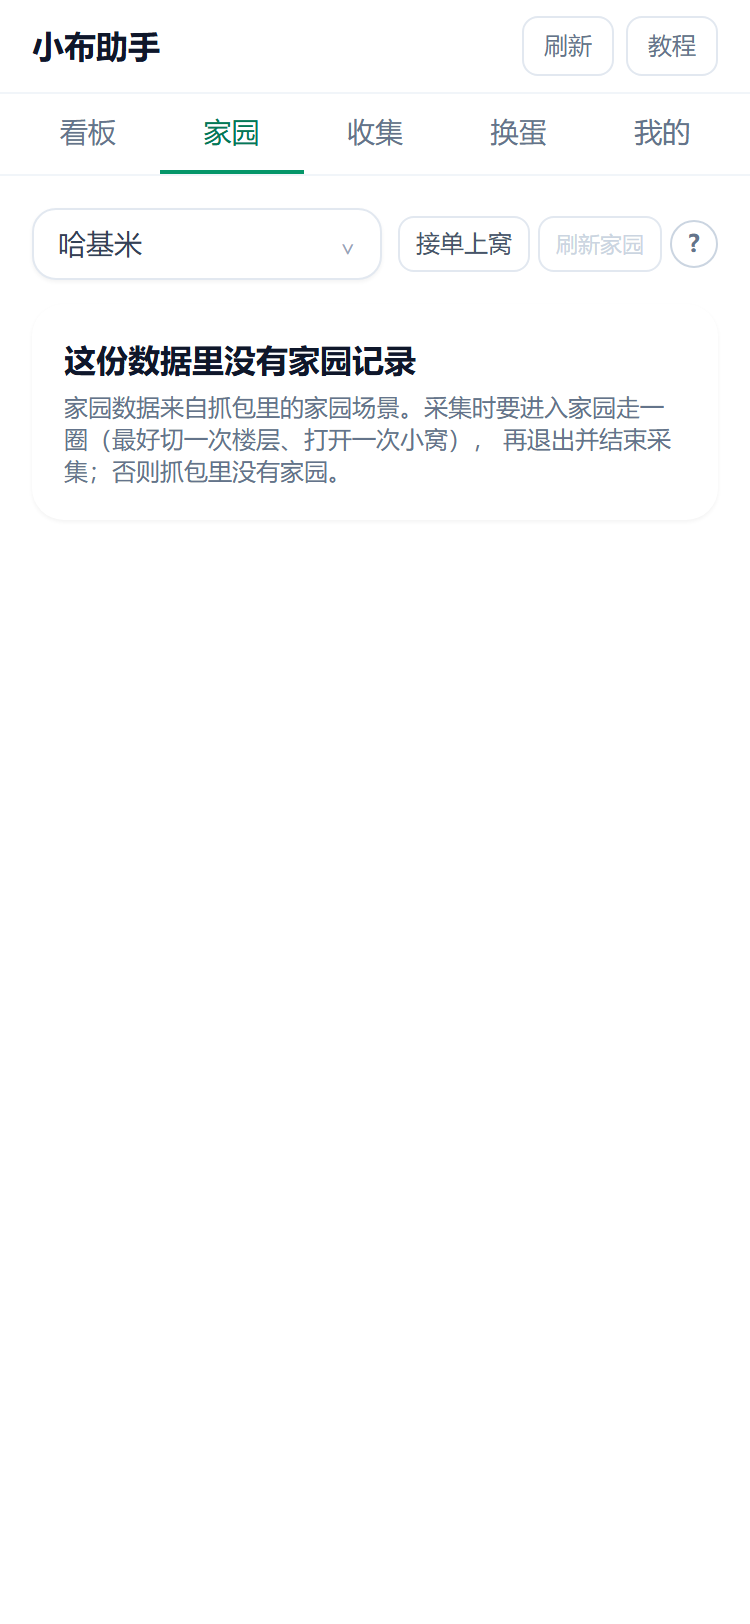 小布助手
刷新
教程
看板
家园
收集
换蛋
我的
哈基米
接单上窝
刷新家园
?
这份数据里没有家园记录
家园数据来自抓包里的家园场景。采集时要进入家园走一
圈（最好切一次楼层、打开一次小窝）， 再退出并结束采
集；否则抓包里没有家园。